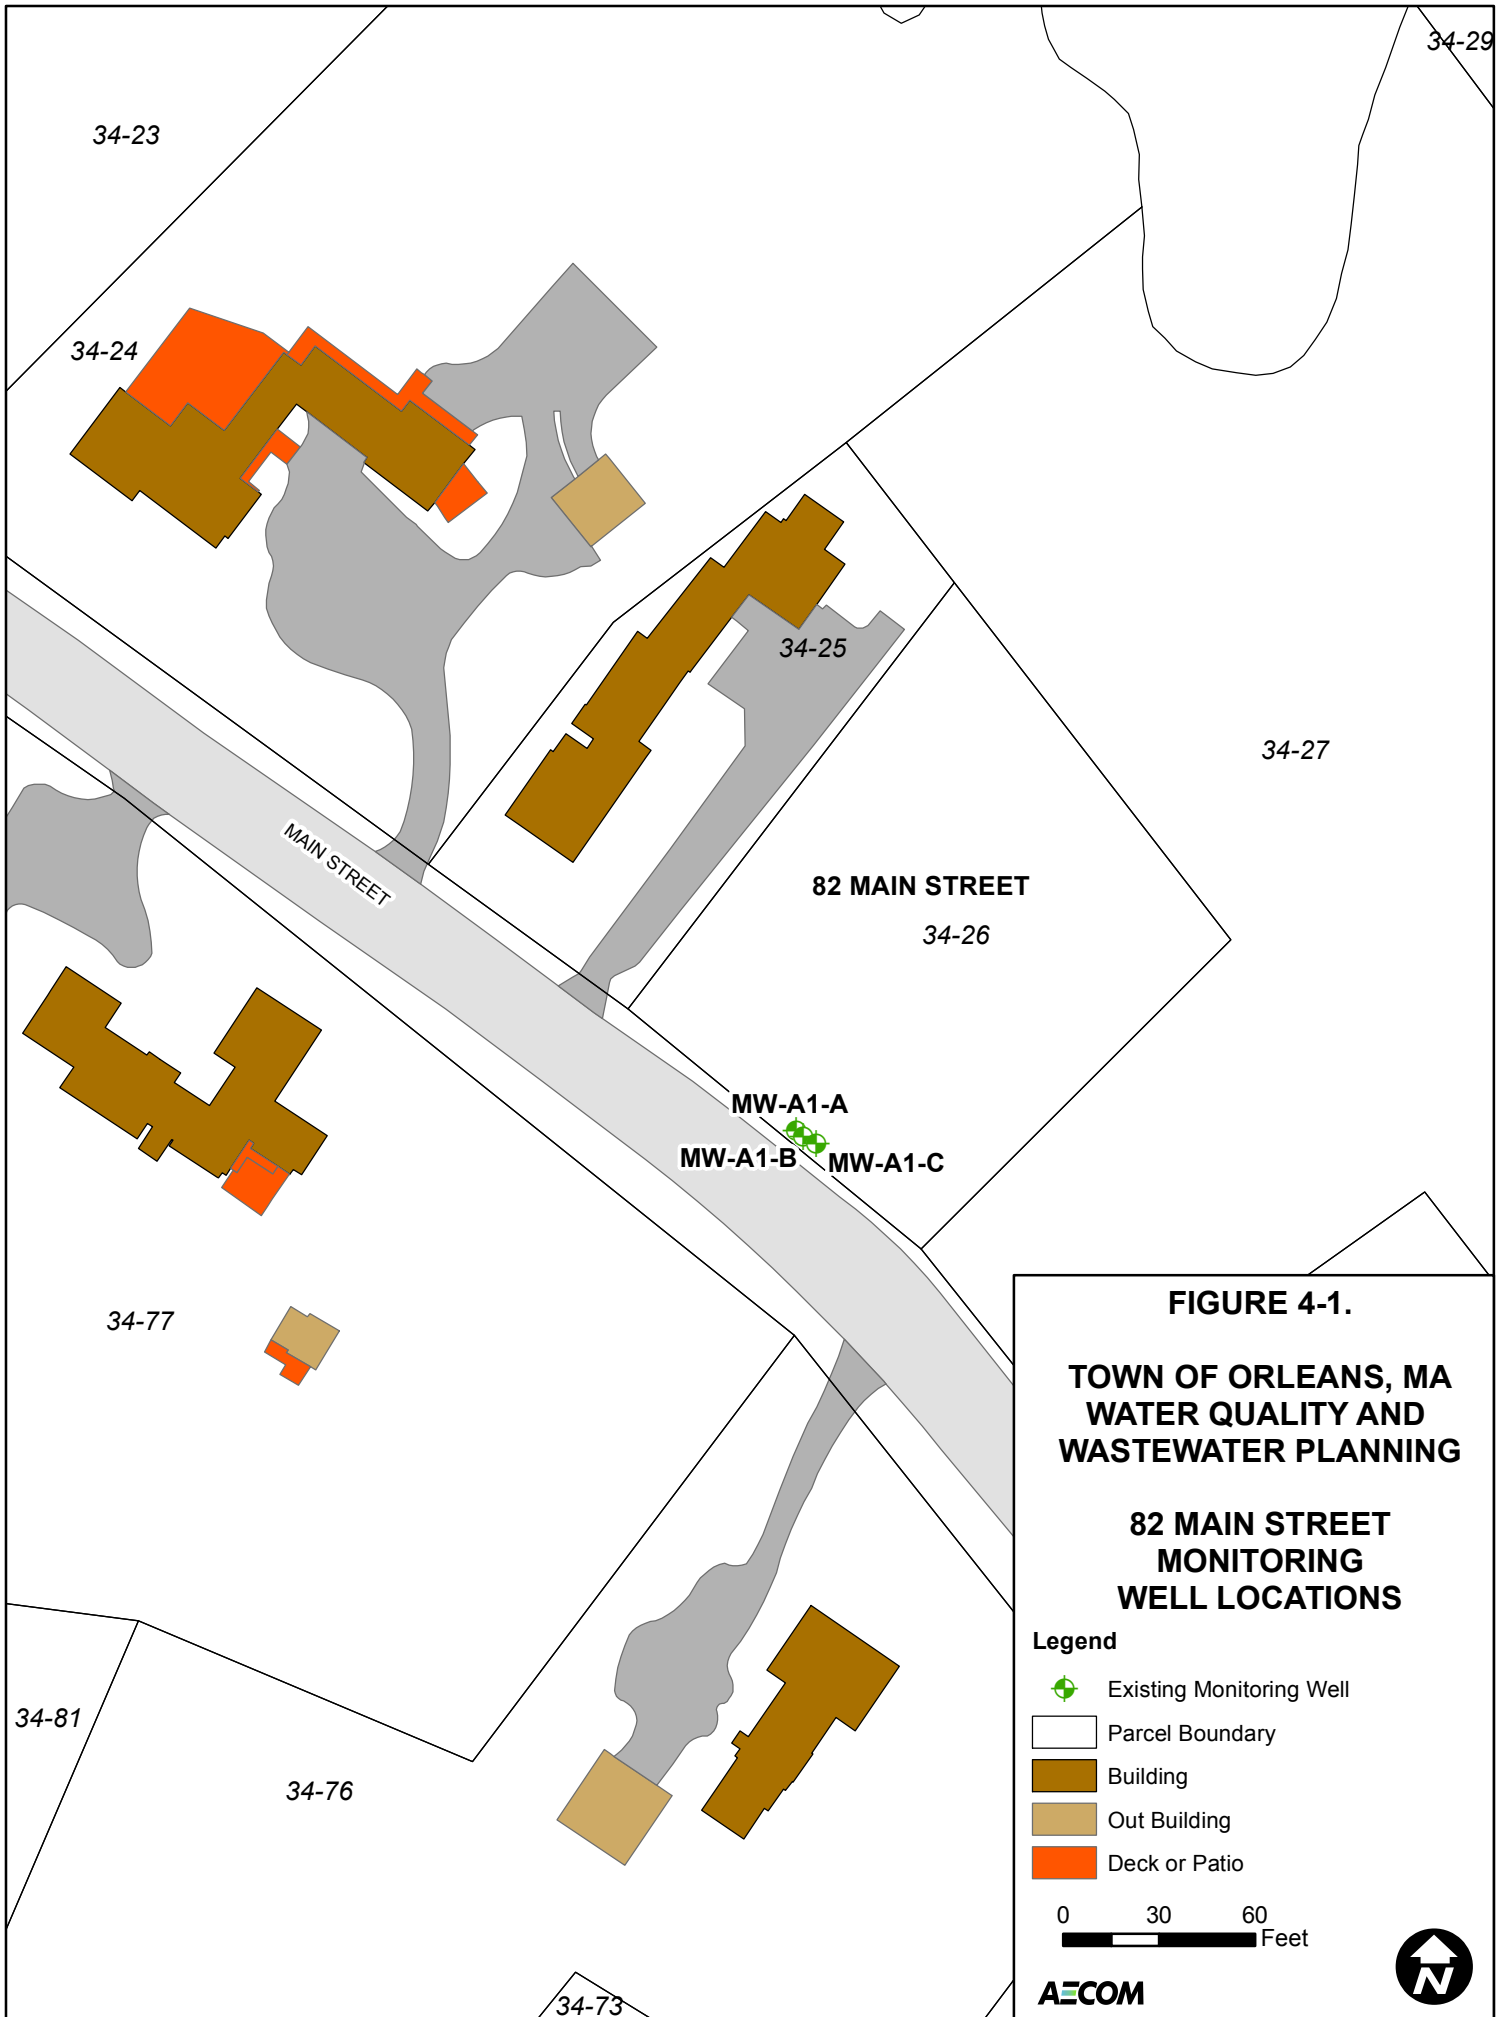 34-29
34-23
34-24
34-25
34-27
MAIN STREET
82 MAIN STREET
34-26
MW-A1-A
MW-A1-B
MW-A1-C
34-77
34-81
34-76
34-73
FIGURE 4-1.
TOWN OF ORLEANS, MA
WATER QUALITY AND
WASTEWATER PLANNING
82 MAIN STREET
MONITORING
WELL LOCATIONS
Legend
Existing Monitoring Well
Parcel Boundary
Building
Out Building
Deck or Patio
0 30 60
Feet
AECOM
N